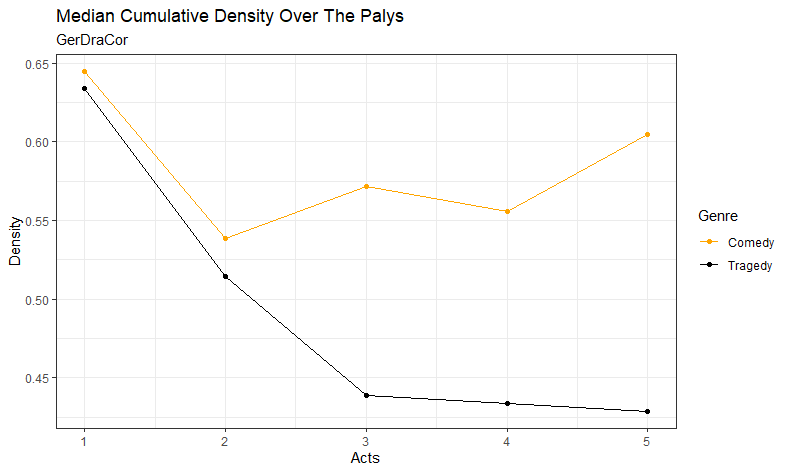 Median Cumulative Density Over The Palys
GerDraCor
0.65
0.60
0.55
0.50
0.45
Density
1 2 3 4 5
Acts
Genre
Comedy
Tragedy